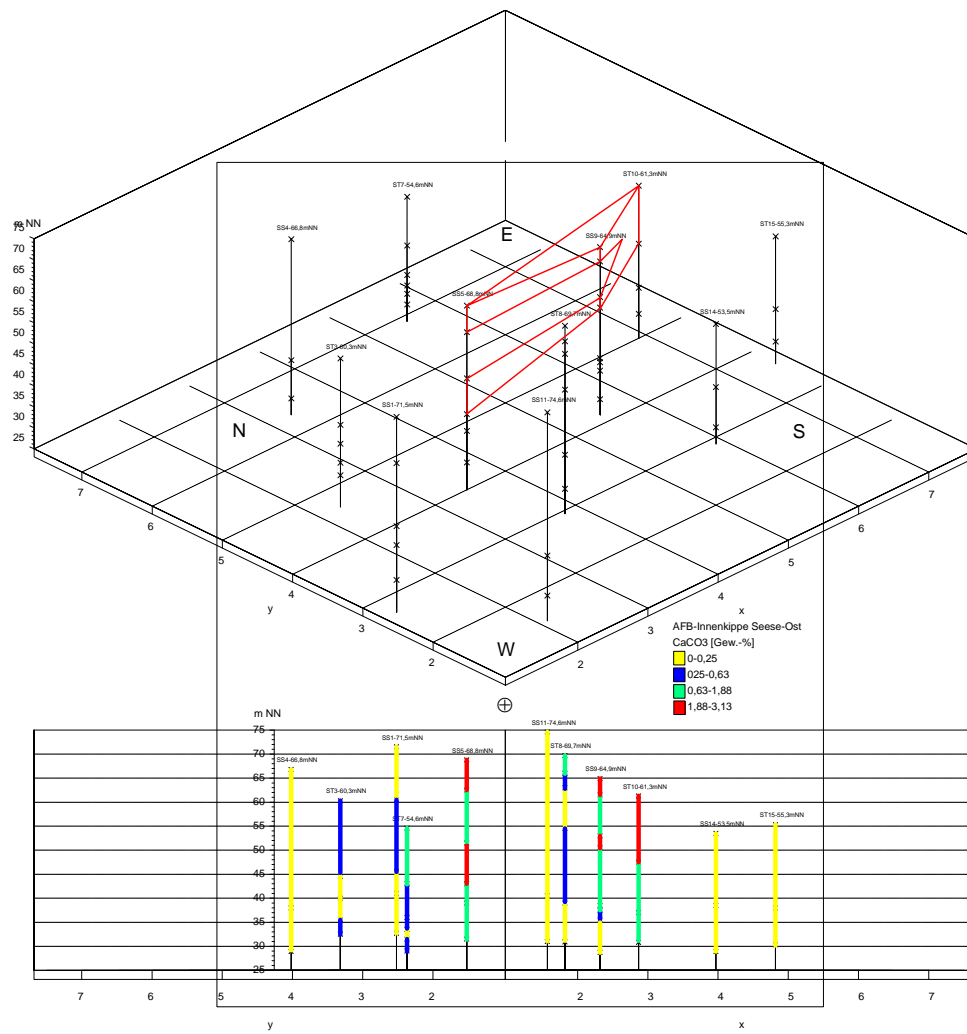 ST10-61,3mNN
ST7-54,6mNN
m NN
SS4-66,8mNN
E
SS9-64,9mNN
ST15-55,3mNN
75
70
65
60
55
50
45
40
35
30
25
SS5-68,8mNN
ST8-69,7mNN
SS14-53,5mNN
ST3-60,3mNN
SS1-71,5mNN
SS11-74,6mNN
N
S
7
7
6
6
5
5
4
4
3
3
2
2
y
x
W
AFB-Innenkippe Seese-Ost
CaCO3 [Gew.-%]
0-0,25
025-0,63
0,63-1,88
1,88-3,13
m NN
75
70
65
60
55
50
45
40
35
30
25
SS11-74,6mNN
SS1-71,5mNN
ST8-69,7mNN
SS5-68,8mNN
SS4-66,8mNN
SS9-64,9mNN
ST3-60,3mNN
ST10-61,3mNN
ST7-54,6mNN
SS14-53,5mNN
ST15-55,3mNN
7 6 5 4 3 2 2 3 4 5 6 7
y x